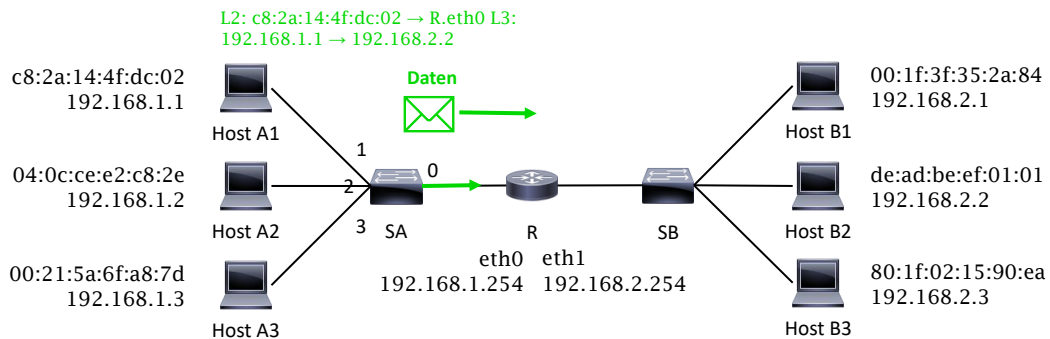 L2: c8:2a:14:4f:dc:02 → R.eth0 L3:
192.168.1.1 → 192.168.2.2
Daten
c8:2a:14:4f:dc:02
192.168.1.1
Host A1
04:0c:ce:e2:c8:2e
192.168.1.2
Host A2
00:21:5a:6f:a8:7d
192.168.1.3
Host A3
1
2
3
0
SA
R
SB
eth0 eth1
192.168.1.254 192.168.2.254
00:1f:3f:35:2a:84
192.168.2.1
Host B1
de:ad:be:ef:01:01
192.168.2.2
Host B2
80:1f:02:15:90:ea
192.168.2.3
Host B3